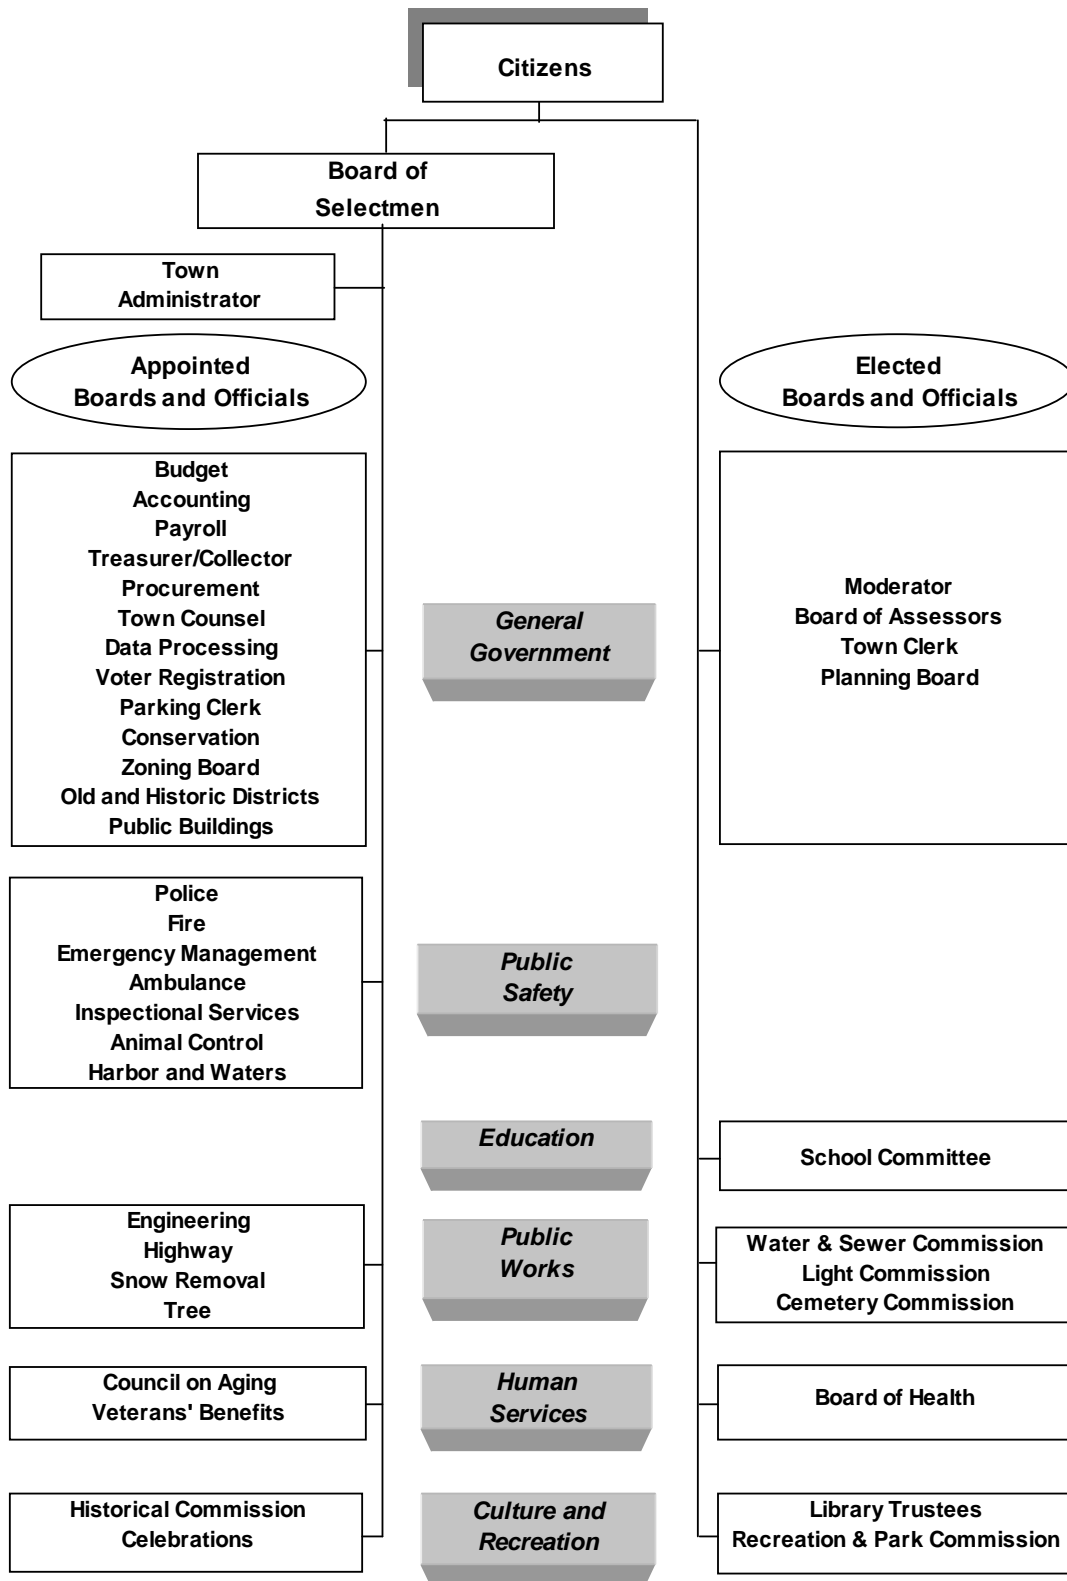 Citizens
Board of
Selectmen
Town
Administrator
Appointed
Boards and Officials
Elected
Boards and Officials
Budget
Accounting
Payroll
Treasurer/Collector
Procurement
Town Counsel
Data Processing
Voter Registration
Parking Clerk
Conservation
Zoning Board
Old and Historic Districts
Public Buildings
General
Government
Moderator
Board of Assessors
Town Clerk
Planning Board
Police
Fire
Emergency Management
Ambulance
Inspectional Services
Animal Control
Harbor and Waters
Public
Safety
Education
School Committee
Engineering
Highway
Snow Removal
Tree
Public
Works
Water & Sewer Commission
Light Commission
Cemetery Commission
Council on Aging
Veterans' Benefits
Human
Services
Board of Health
Historical Commission
Celebrations
Culture and
Recreation
Library Trustees
Recreation & Park Commission